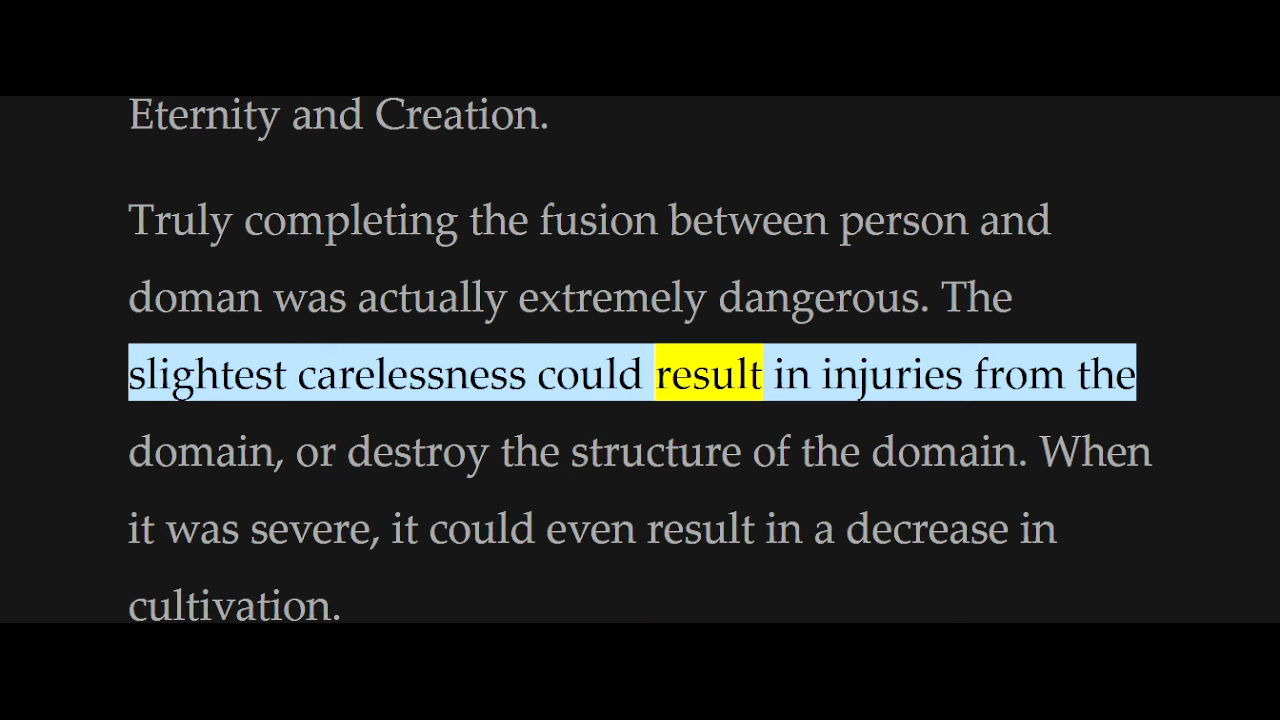 Eternity and Creation.
Truly completing the fusion between person and
doman was actually extremely dangerous. The
slightest carelessness could result in injuries from the
domain, or destroy the structure of the domain. When
it was severe, it could even result in a decrease in
cultivation.